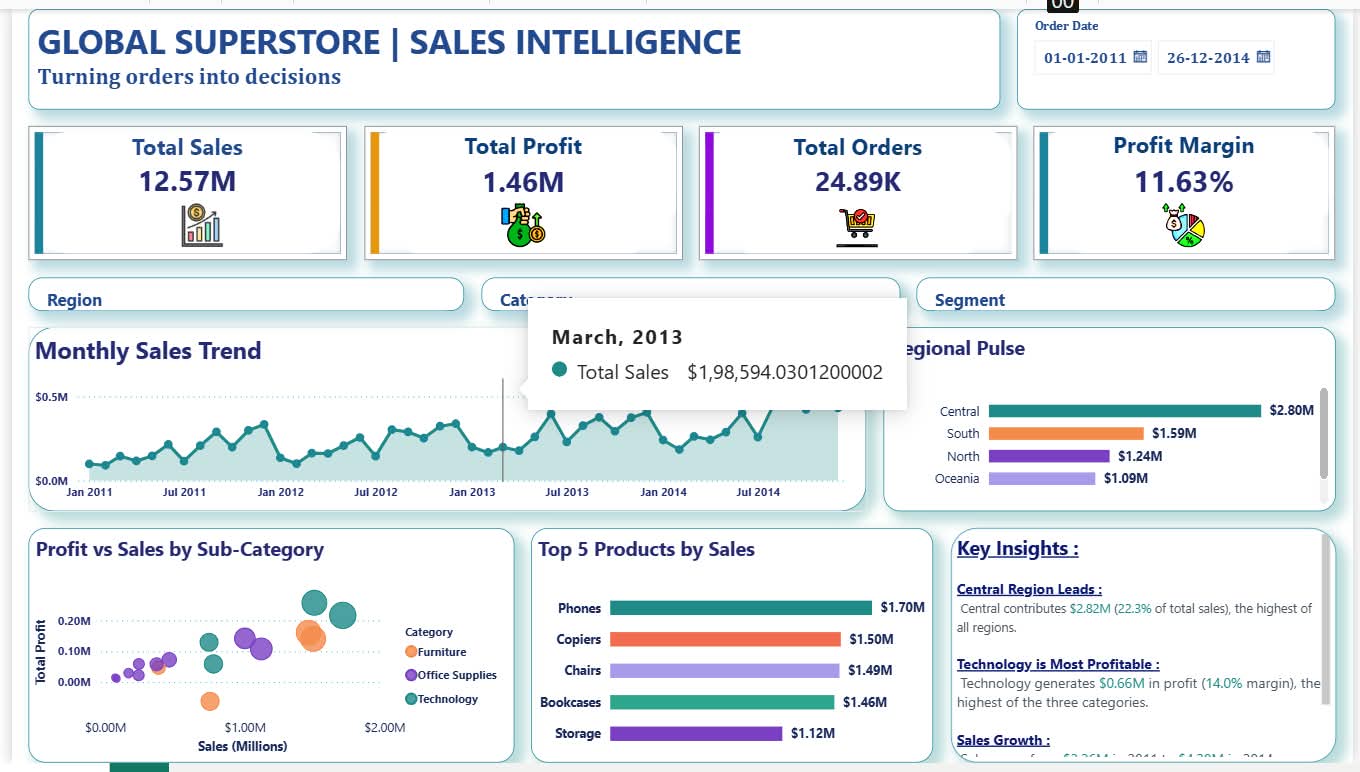 00
GLOBAL SUPERSTORE | SALES INTELLIGENCE
Turning orders into decisions
Order Date
01-01-2011 26-12-2014
Total Sales
12.57M
Total Profit
1.46M
Total Orders
24.89K
Profit Margin
11.63%
Region
Category
Segment
Monthly Sales Trend
$0.5M
$0.0M
Jan 2011 Jul 2011 Jan 2012 Jul 2012 Jan 2013 Jul 2013 Jan 2014 Jul 2014
March, 2013
Total Sales $1,98,594.0301200002
egional Pulse
Central $2.80M
South $1.59M
North $1.24M
Oceania $1.09M
Profit vs Sales by Sub-Category
Total Profit
0.20M
0.10M
0.00M
$0.00M $1.00M $2.00M
Sales (Millions)
Category
Furniture
Office Supplies
Technology
Top 5 Products by Sales
Phones $1.70M
Copiers $1.50M
Chairs $1.49M
Bookcases $1.46M
Storage $1.12M
Key Insights :
Central Region Leads :
Central contributes $2.82M (22.3% of total sales), the highest of
all regions.
Technology is Most Profitable :
Technology generates $0.66M in profit (14.0% margin), the
highest of the three categories.
Sales Growth :